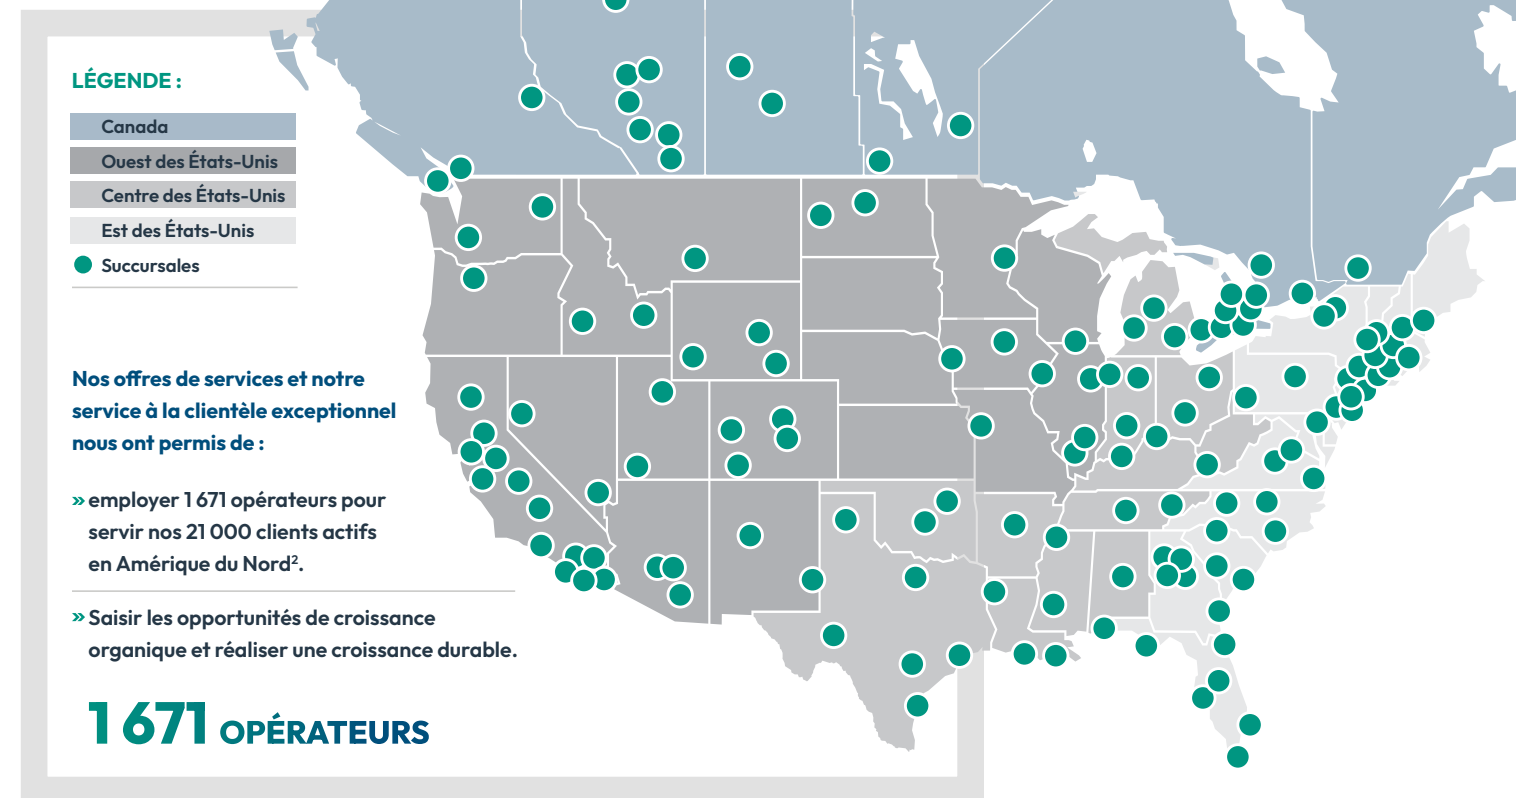 LÉGENDE :
Canada
Ouest des États-Unis
Centre des États-Unis
Est des États-Unis
Succursales
Nos offres de services et notre
service à la clientèle exceptionnel
nous ont permis de :
» employer 1 671 opérateurs pour
servir nos 21 000 clients actifs
en Amérique du Nord².
» Saisir les opportunités de croissance
organique et réaliser une croissance durable.
1 671 OPÉRATEURS